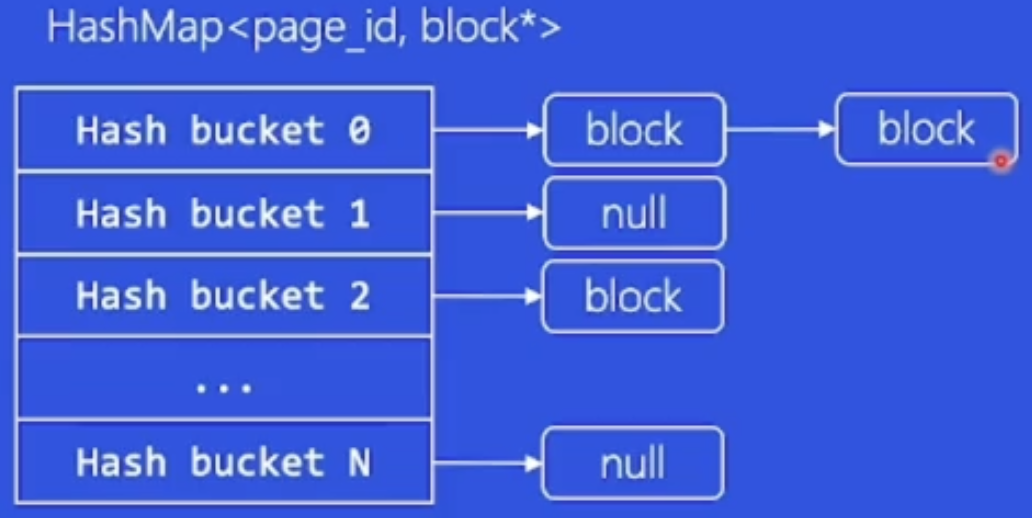 HashMap<page_id, block*>
Hash bucket 0 block block
Hash bucket 1 null
Hash bucket 2 block
...
Hash bucket N null